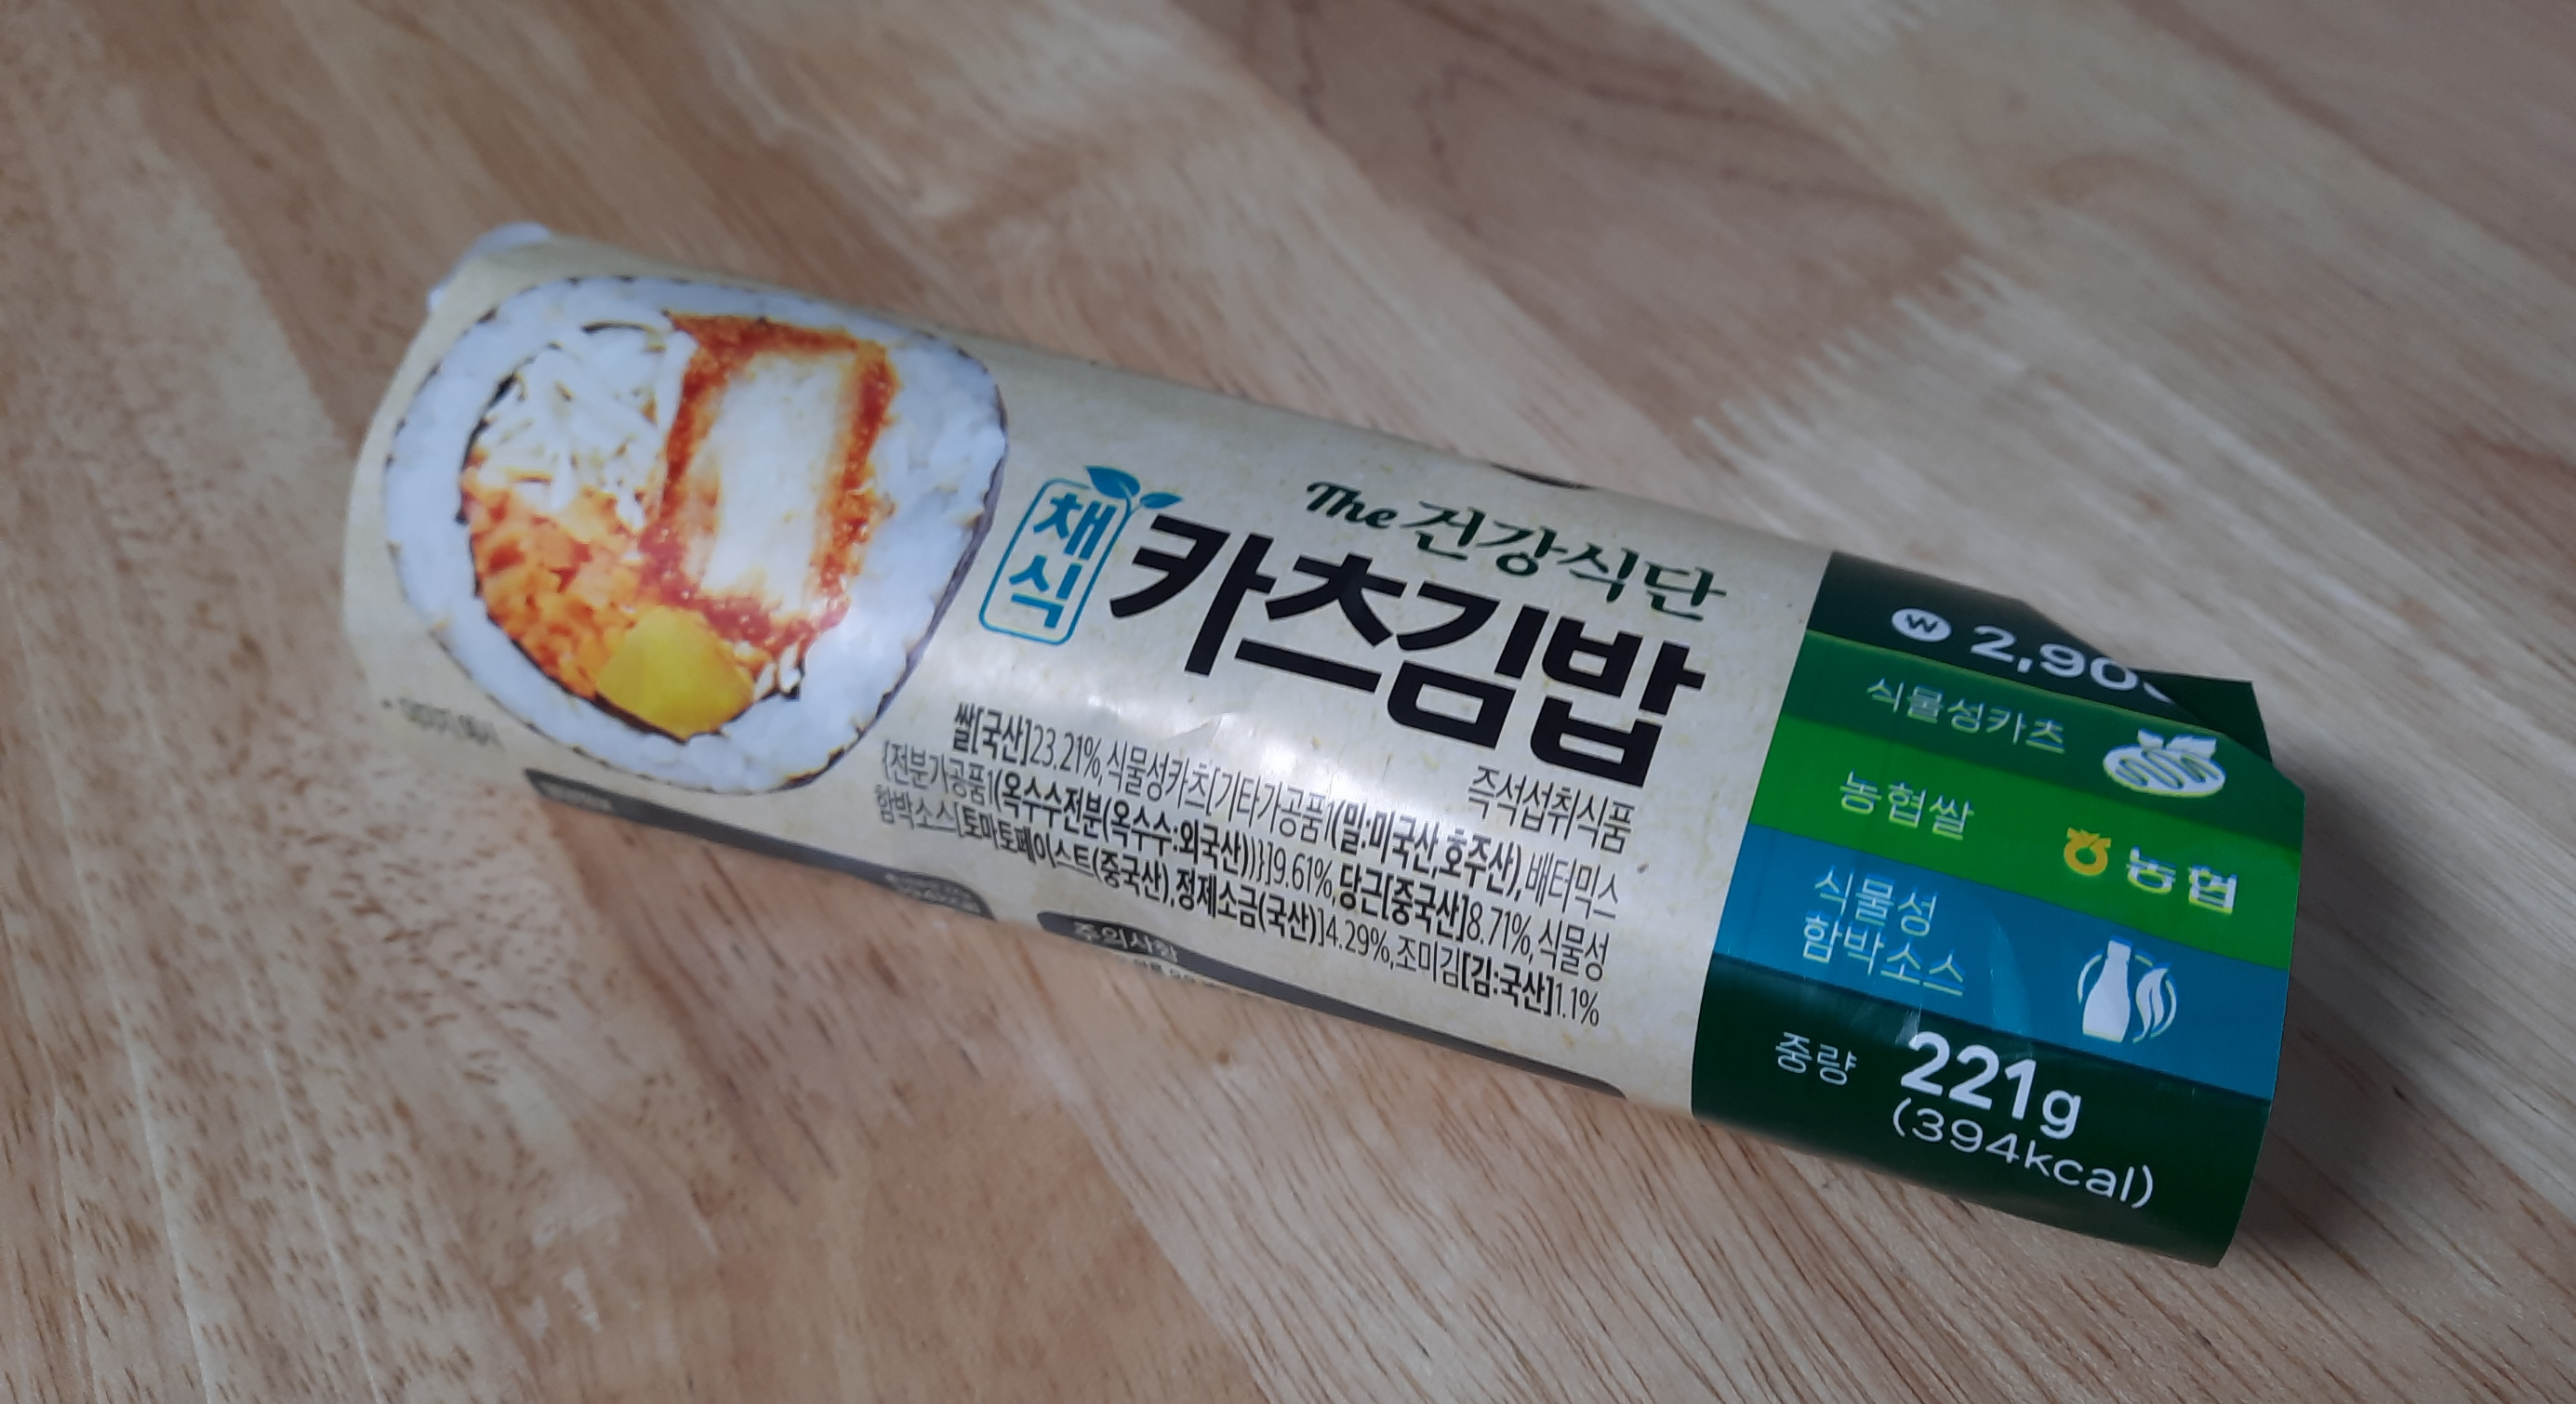 The 건강식단
채식
카츠김밥
즉석섭취식품
쌀[국산]23.21%,식물성카츠[기타가공품1(밀:미국산,호주산),배터믹스
{전분가공품1(옥수수전분(옥수수:외국산))}]9.61%,당근[중국산]8.71%,식물성
함박소스[토마토페이스트(중국산),정제소금(국산)]4.29%,조미김[김:국산]1.1%
주의사항
₩ 2,90
식물성카츠
농협쌀
농협
식물성
함박소스
중량 221g
(394kcal)